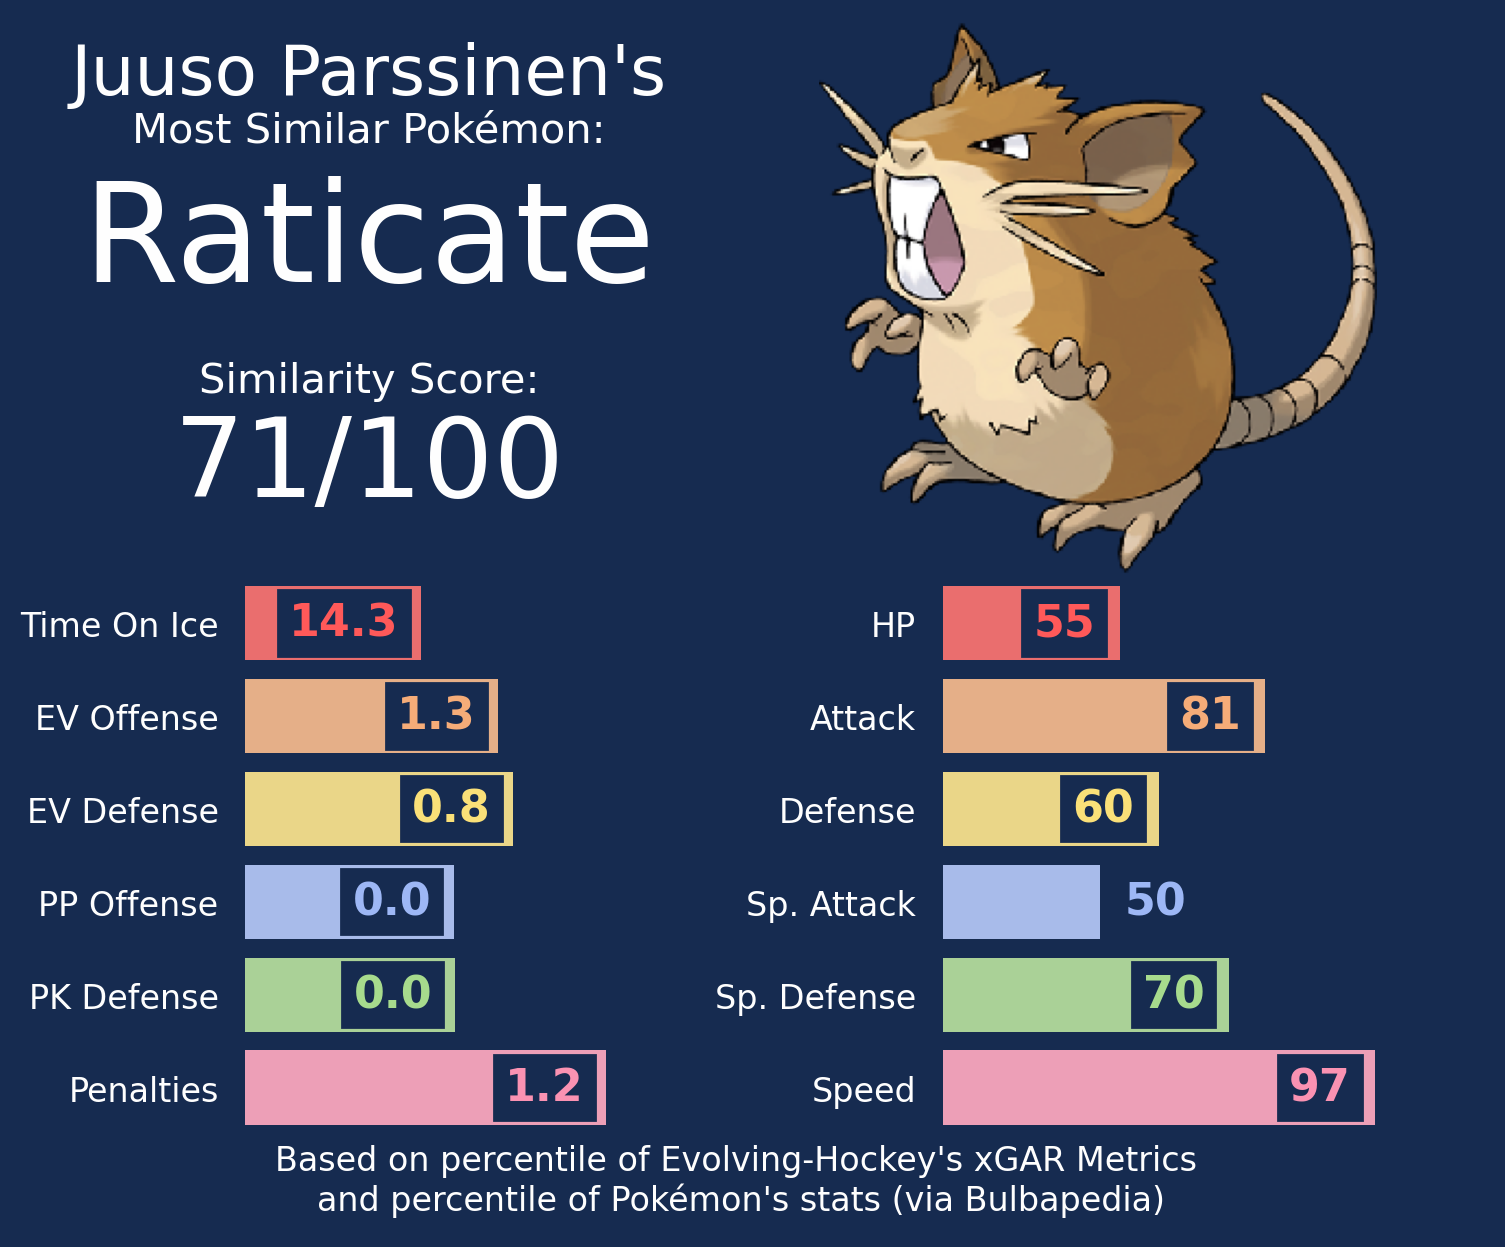 Juuso Parssinen's
Most Similar Pokémon:
Raticate
Similarity Score:
71/100
Time On Ice 14.3
EV Offense 1.3
EV Defense 0.8
PP Offense 0.0
PK Defense 0.0
Penalties 1.2
HP 55
Attack 81
Defense 60
Sp. Attack 50
Sp. Defense 70
Speed 97
Based on percentile of Evolving-Hockey's xGAR Metrics
and percentile of Pokémon's stats (via Bulbapedia)